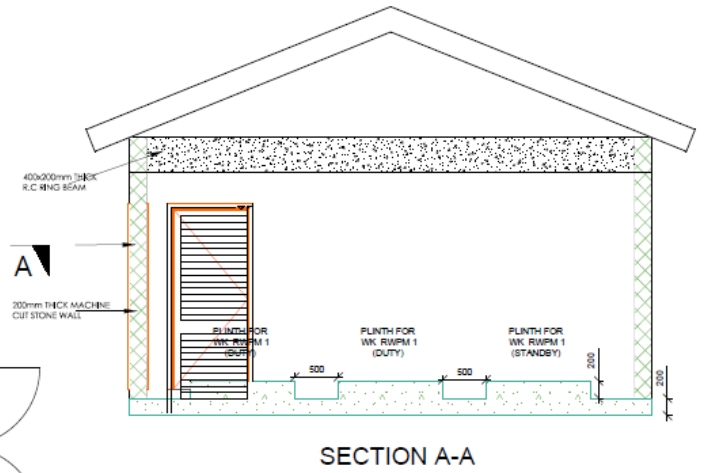 400x200mm THICK
R.C RING BEAM
A
200mm THICK MACHINE
CUT STONE WALL
PLINTH FOR
WK RWPM 1
(DUTY)
PLINTH FOR
WK RWPM 1
(DUTY)
PLINTH FOR
WK RWPM 1
(STANDBY)
500
500
200
200
SECTION A-A